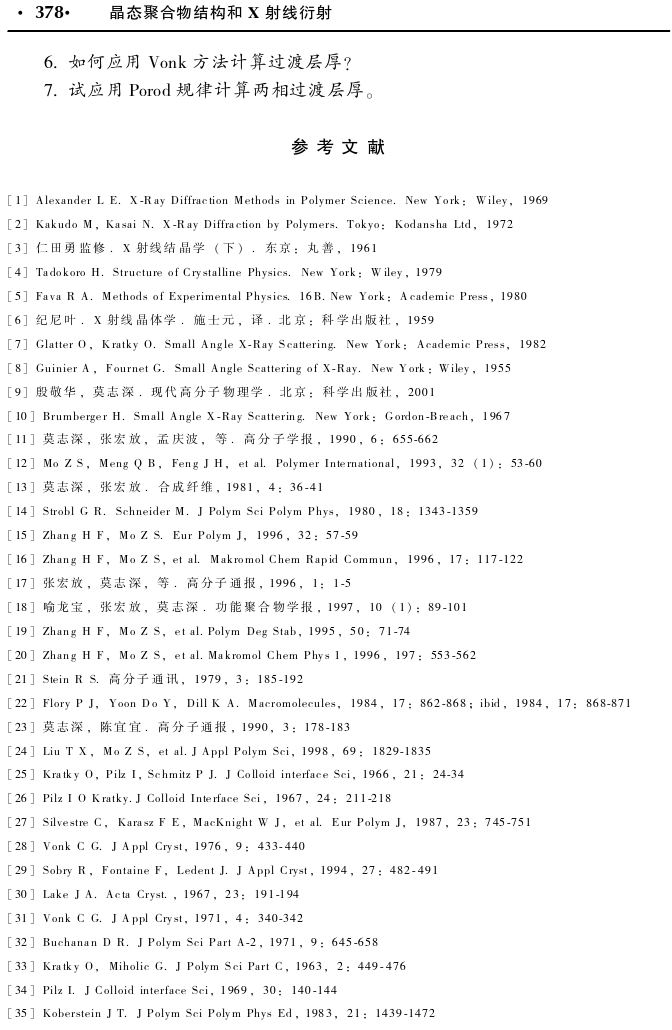 · 378 · 晶态聚合物结构和 X 射线衍射
6. 如何应用 Vonk 方法计算过渡层厚?
7. 试应用 Porod 规律计算两相过渡层厚。
参 考 文 献
[1] Alexander L E. X-Ray Diffraction Methods in Polymer Science. New York: Wiley, 1969
[2] Kakudo M, Kasai N. X-Ray Diffraction by Polymers. Tokyo: Kodansha Ltd, 1972
[3] 仁田勇监修. X 射线结晶学 (下). 东京: 丸善, 1961
[4] Tadokoro H. Structure of Crystalline Physics. New York: Wiley, 1979
[5] Fava R A. Methods of Experimental Physics. 16B. New York: Academic Press, 1980
[6] 纪尼叶. X 射线晶体学. 施士元, 译. 北京: 科学出版社, 1959
[7] Glatter O, Kratky O. Small Angle X-Ray Scattering. New York: Academic Press, 1982
[8] Guinier A, Fournet G. Small Angle Scattering of X-Ray. New York: Wiley, 1955
[9] 殷敬华, 莫志深. 现代高分子物理学. 北京: 科学出版社, 2001
[10] Brumberger H. Small Angle X-Ray Scattering. New York: Gordon-Breach, 1967
[11] 莫志深, 张宏放, 孟庆波, 等. 高分子学报, 1990, 6: 655-662
[12] Mo Z S, Meng Q B, Feng J H, et al. Polymer International, 1993, 32 (1): 53-60
[13] 莫志深, 张宏放. 合成纤维, 1981, 4: 36-41
[14] Strobl G R. Schneider M. J Polym Sci Polym Phys, 1980, 18: 1343-1359
[15] Zhang H F, Mo Z S. Eur Polym J, 1996, 32: 57-59
[16] Zhang H F, Mo Z S, et al. Makromol Chem Rapid Commun, 1996, 17: 117-122
[17] 张宏放, 莫志深, 等. 高分子通报, 1996, 1: 1-5
[18] 喻龙宝, 张宏放, 莫志深. 功能聚合物学报, 1997, 10 (1): 89-101
[19] Zhang H F, Mo Z S, et al. Polym Deg Stab, 1995, 50: 71-74
[20] Zhang H F, Mo Z S, et al. Makromol Chem Phys 1, 1996, 197: 553-562
[21] Stein R S. 高分子通讯, 1979, 3: 185-192
[22] Flory P J, Yoon Do Y, Dill K A. Macromolecules, 1984, 17: 862-868; ibid, 1984, 17: 868-871
[23] 莫志深, 陈宜宜. 高分子通报, 1990, 3: 178-183
[24] Liu T X, Mo Z S, et al. J Appl Polym Sci, 1998, 69: 1829-1835
[25] Kratky O, Pilz I, Schmitz P J. J Colloid interface Sci, 1966, 21: 24-34
[26] Pilz I O Kratky. J Colloid Interface Sci, 1967, 24: 211-218
[27] Silvestre C, Karasz F E, MacKnight W J, et al. Eur Polym J, 1987, 23: 745-751
[28] Vonk C G. J Appl Cryst, 1976, 9: 433-440
[29] Sobry R, Fontaine F, Ledent J. J Appl Cryst, 1994, 27: 482-491
[30] Lake J A. Acta Cryst., 1967, 23: 191-194
[31] Vonk C G. J Appl Cryst, 1971, 4: 340-342
[32] Buchanan D R. J Polym Sci Part A-2, 1971, 9: 645-658
[33] Kratky O, Miholic G. J Polym Sci Part C, 1963, 2: 449-476
[34] Pilz I. J Colloid interface Sci, 1969, 30: 140-144
[35] Koberstein J T. J Polym Sci Polym Phys Ed, 1983, 21: 1439-1472